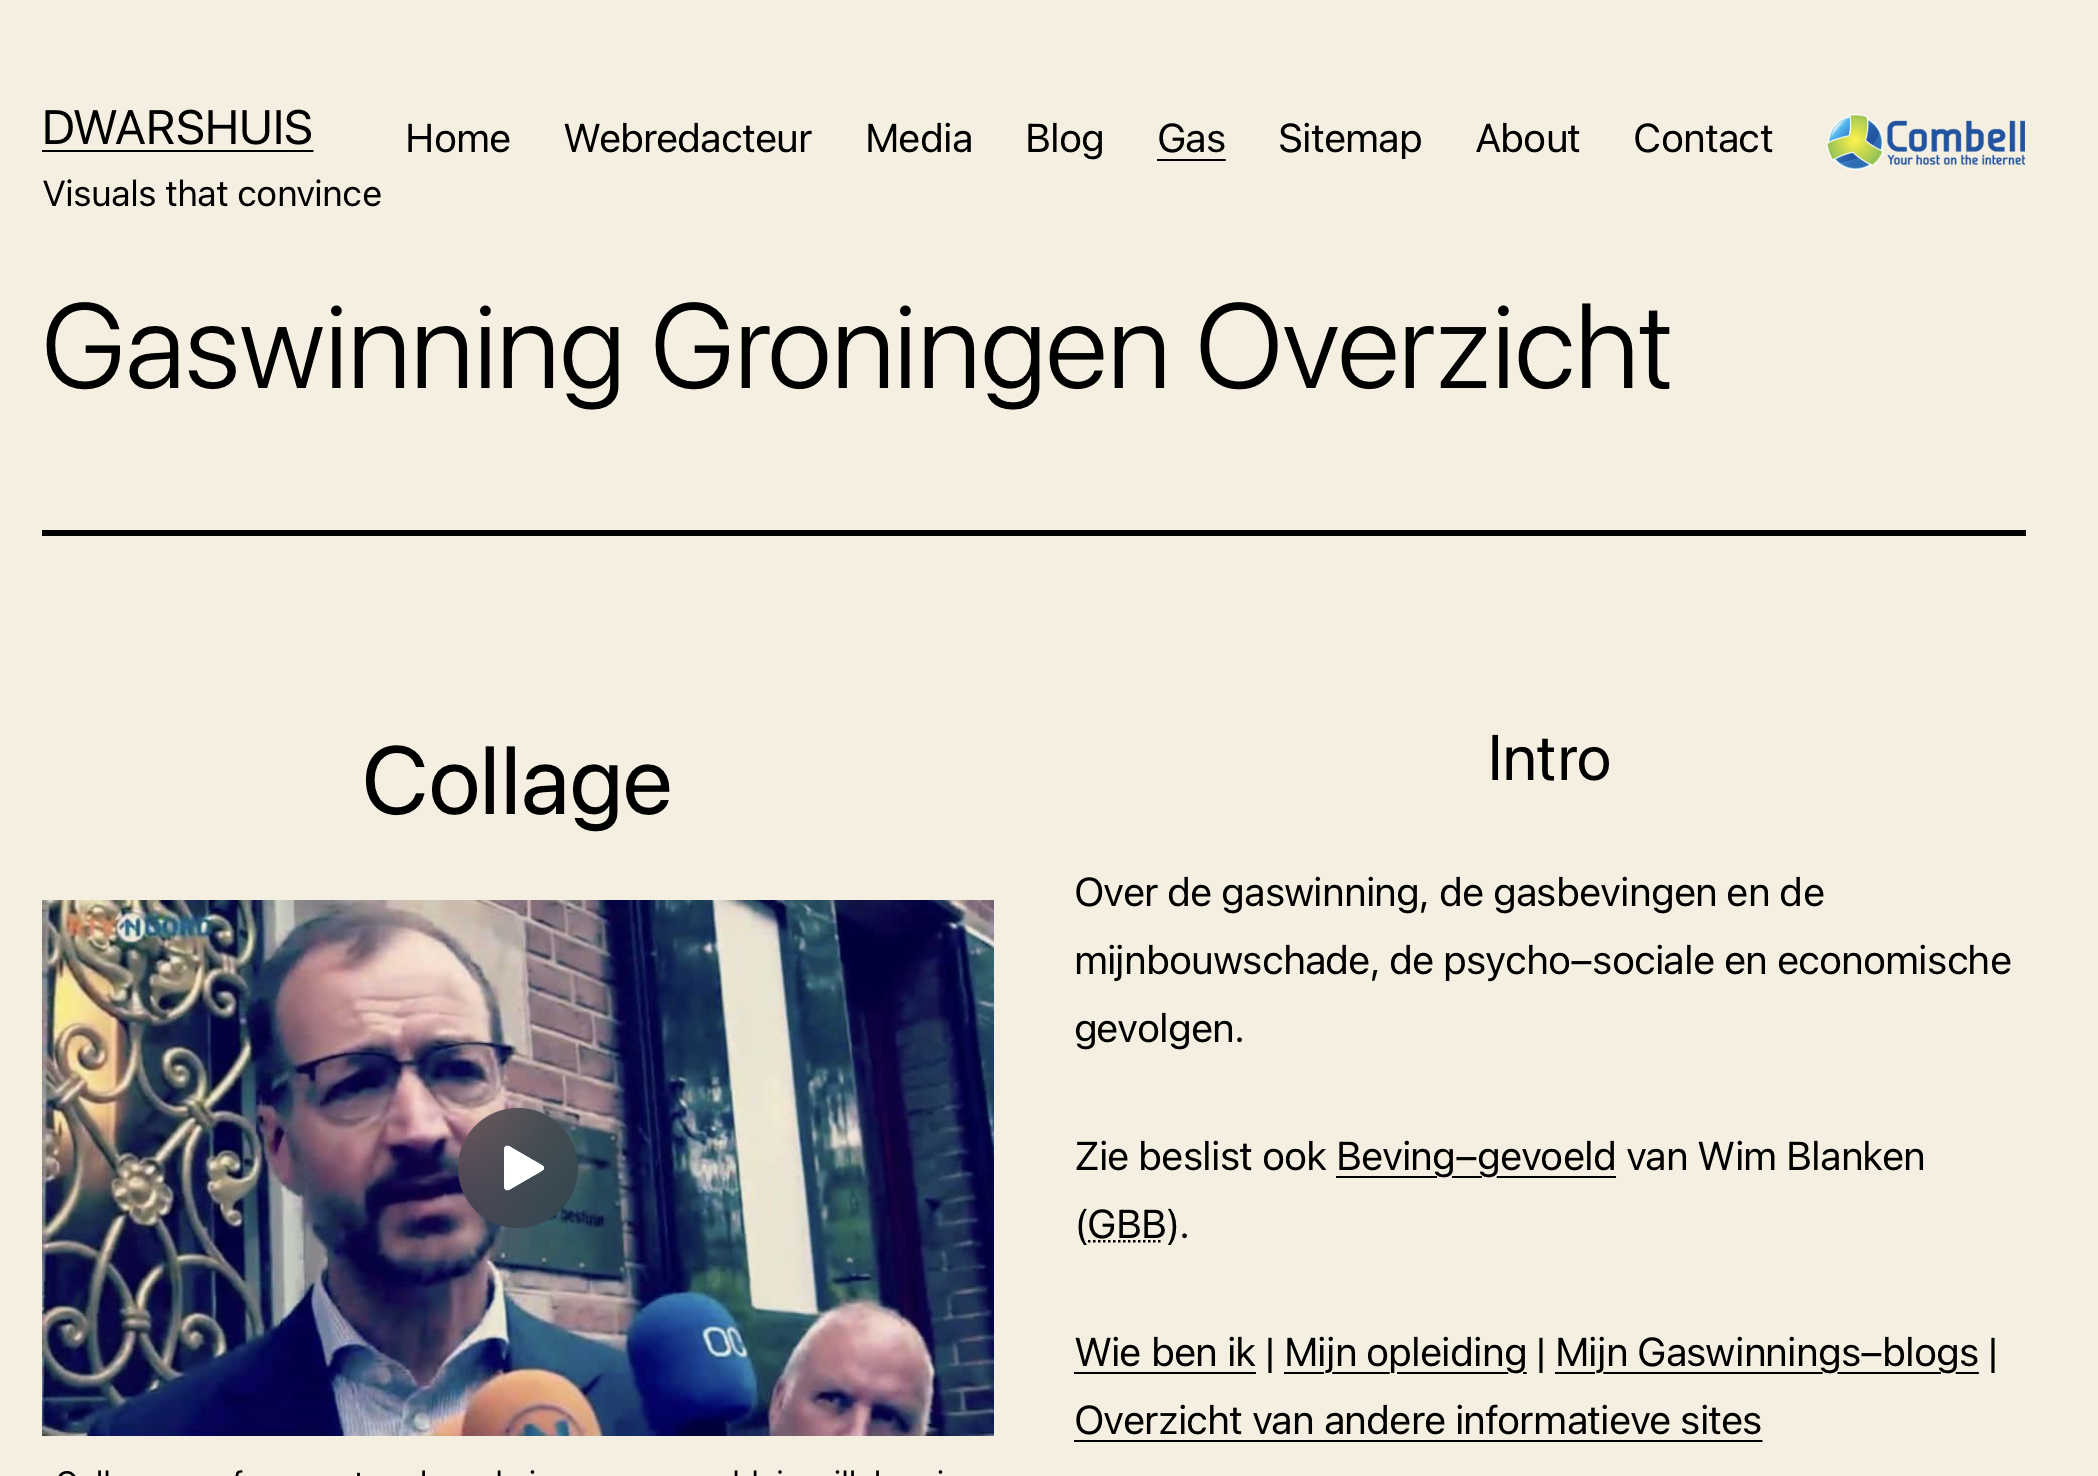 DWARSHUIS
Visuals that convince
Home Webredacteur Media Blog Gas Sitemap About Contact
Combell
Your host on the internet
Gaswinning Groningen Overzicht
Collage
NOORD
bestuur
Intro
Over de gaswinning, de gasbevingen en de
mijnbouwschade, de psycho–sociale en economische
gevolgen.
Zie beslist ook Beving–gevoeld van Wim Blanken
(GBB).
Wie ben ik | Mijn opleiding | Mijn Gaswinnings–blogs |
Overzicht van andere informatieve sites